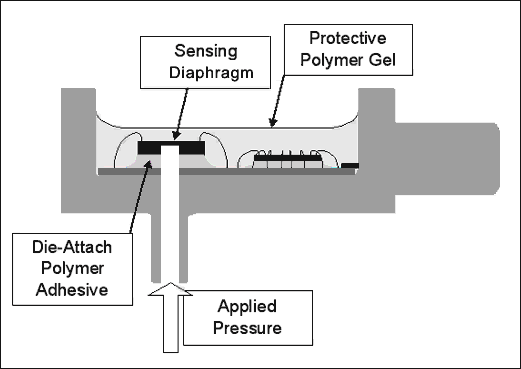 Sensing
Diaphragm
Protective
Polymer Gel
Die-Attach
Polymer
Adhesive
Applied
Pressure